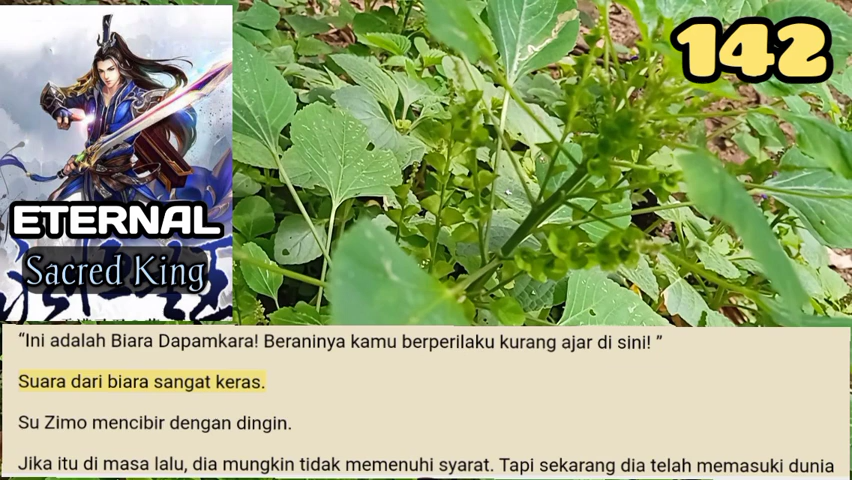 142
ETERNAL
Sacred King
“Ini adalah Biara Dapamkara! Beraninya kamu berperilaku kurang ajar di sini! ”
Suara dari biara sangat keras.
Su Zimo mencibir dengan dingin.
Jika itu di masa lalu, dia mungkin tidak memenuhi syarat. Tapi sekarang dia telah memasuki dunia